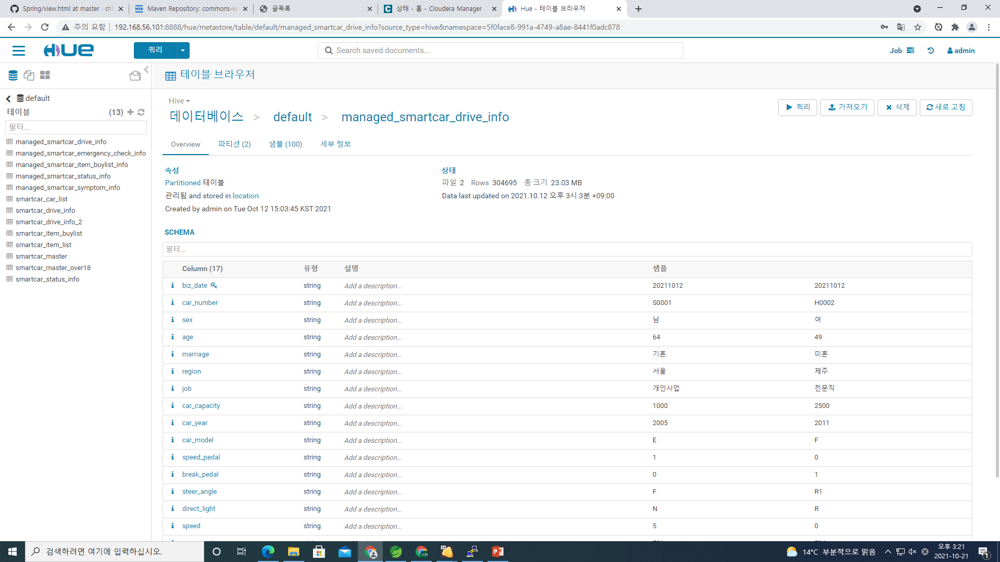 Spring/view.html at master · chh
Maven Repository: commons-io
글목록
상태 - 홈 - Cloudera Manager
Hue - 테이블 브라우저
주의 요함
192.168.56.101:8888/hue/metastore/table/default/managed_smartcar_drive_info?source_type=hive&namespace=5f0face8-991a-4749-a8ae-8441f0adc878
HUE
쿼리
Search saved documents...
Job
admin
테이블 브라우저
default
테이블 (13)
필터...
managed_smartcar_drive_info
managed_smartcar_emergency_check_info
managed_smartcar_item_buylist_info
managed_smartcar_status_info
managed_smartcar_symptom_info
smartcar_car_list
smartcar_drive_info
smartcar_drive_info_2
smartcar_item_buylist
smartcar_item_list
smartcar_master
smartcar_master_over18
smartcar_status_info
Hive
데이터베이스 > default > managed_smartcar_drive_info
쿼리
가져오기
삭제
새로 고침
Overview 파티션 (2) 샘플 (100) 세부 정보
속성
Partitioned 테이블
관리됨 and stored in location
Created by admin on Tue Oct 12 15:03:45 KST 2021
상태
파일 2 Rows 304695 총 크기 23.03 MB
Data last updated on 2021.10.12 오후 3시 3분 +09:00
SCHEMA
필터...
Column (17) 유형 설명 샘플
biz_date string Add a description... 20211012 20211012
car_number string Add a description... S0001 H0002
sex string Add a description... 남 여
age string Add a description... 64 49
marriage string Add a description... 기혼 미혼
region string Add a description... 서울 제주
job string Add a description... 개인사업 전문직
car_capacity string Add a description... 1000 2500
car_year string Add a description... 2005 2011
car_model string Add a description... E F
speed_pedal string Add a description... 1 0
break_pedal string Add a description... 0 1
steer_angle string Add a description... F R1
direct_light string Add a description... N R
speed string Add a description... 5 0
검색하려면 여기에 입력하십시오.
14°C 부분적으로 맑음
오후 3:21
2021-10-21
1